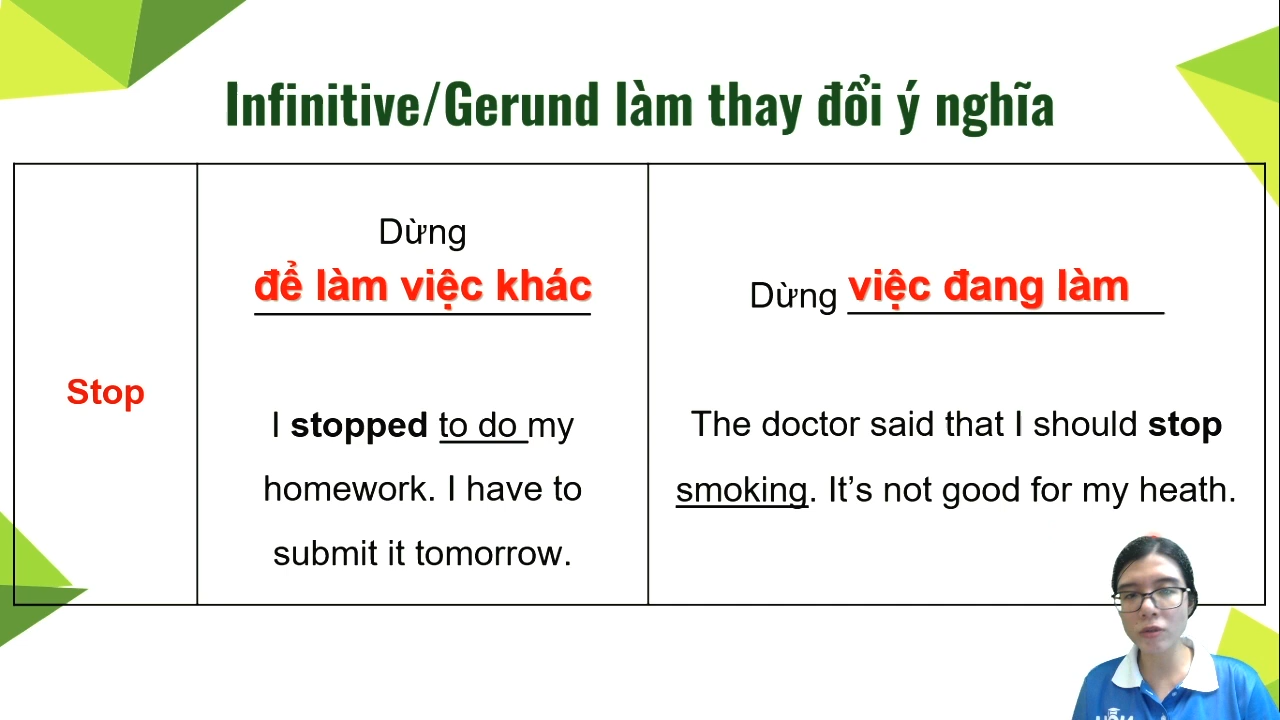 Infinitive/Gerund làm thay đổi ý nghĩa
Stop
Dừng
để làm việc khác
I stopped to do my
homework. I have to
submit it tomorrow.
Dừng việc đang làm
The doctor said that I should stop
smoking. It’s not good for my heath.